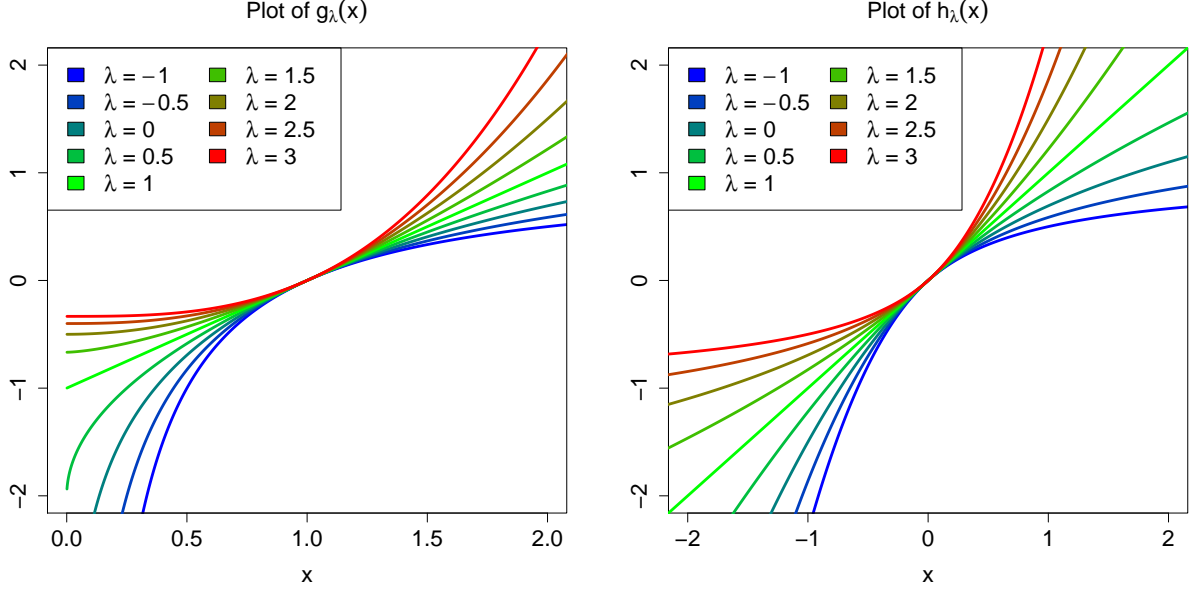 Plot of gλ(x)
λ = −1
λ = −0.5
λ = 0
λ = 0.5
λ = 1
λ = 1.5
λ = 2
λ = 2.5
λ = 3
2
1
0
−1
−2
0.0 0.5 1.0 1.5 2.0
x
Plot of hλ(x)
λ = −1
λ = −0.5
λ = 0
λ = 0.5
λ = 1
λ = 1.5
λ = 2
λ = 2.5
λ = 3
2
1
0
−1
−2
−2 −1 0 1 2
x